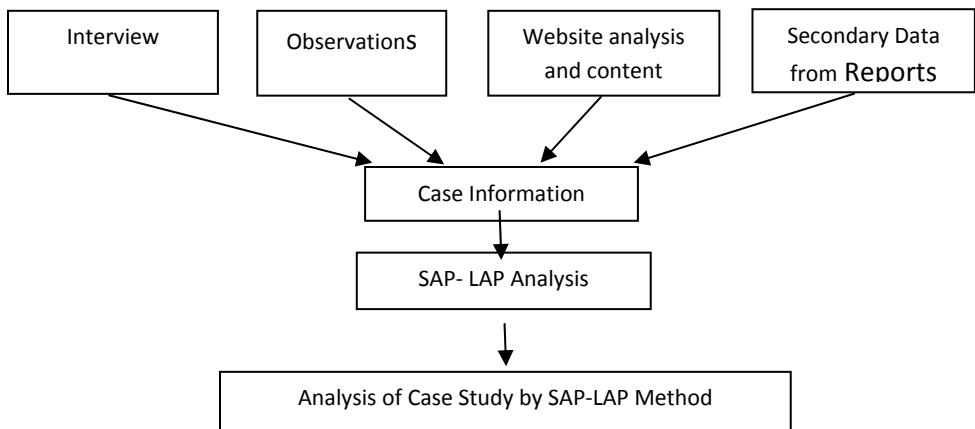 Interview
Observations
Website analysis
and content
Secondary Data
from Reports
Case Information
SAP- LAP Analysis
Analysis of Case Study by SAP-LAP Method